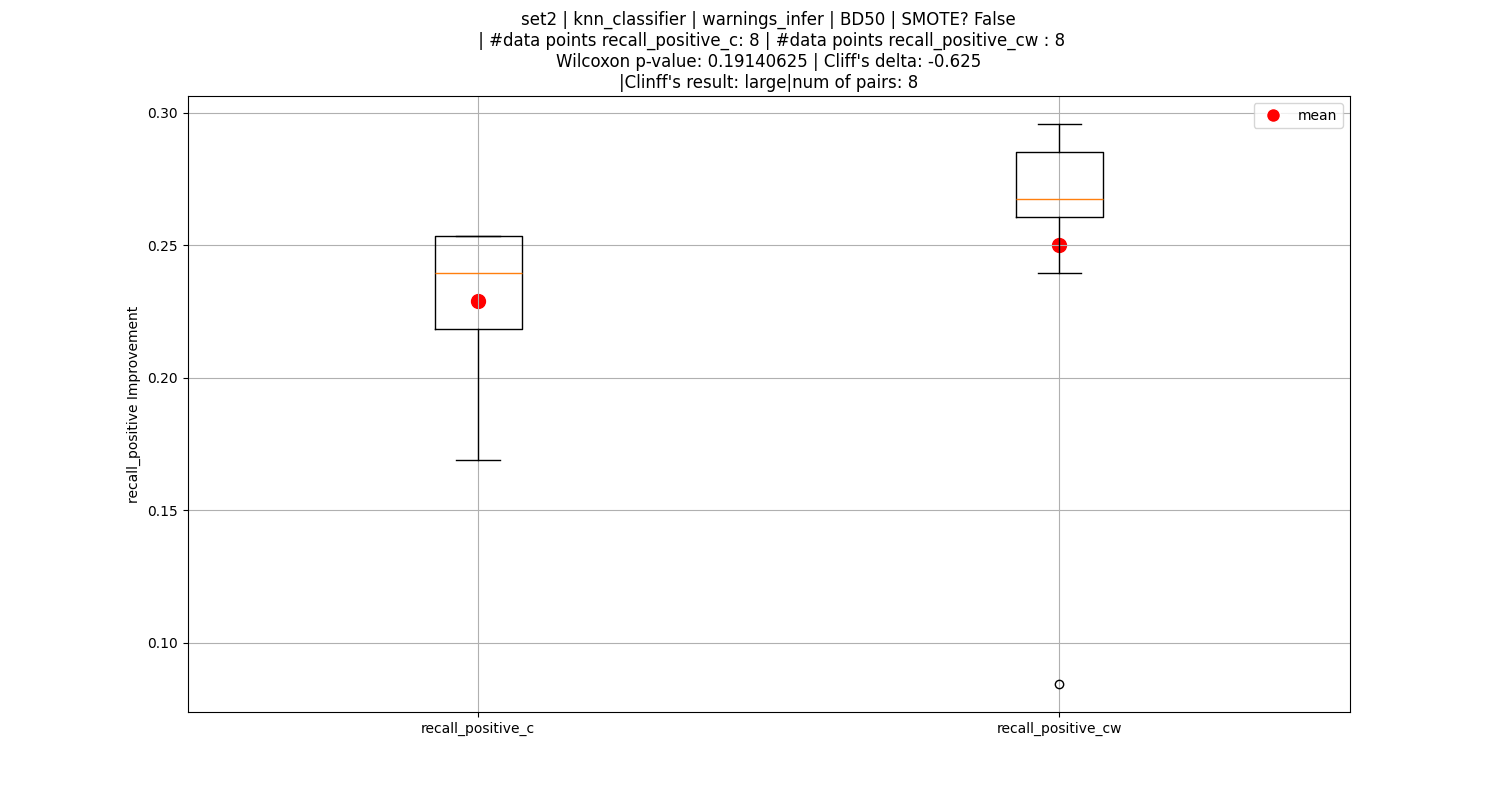 set2 | knn_classifier | warnings_infer | BD50 | SMOTE? False
| #data points recall_positive_c: 8 | #data points recall_positive_cw : 8
Wilcoxon p-value: 0.19140625 | Cliff's delta: -0.625
|Clinff's result: large|num of pairs: 8
mean
0.30
0.25
0.20
0.15
0.10
recall_positive Improvement
recall_positive_c
recall_positive_cw